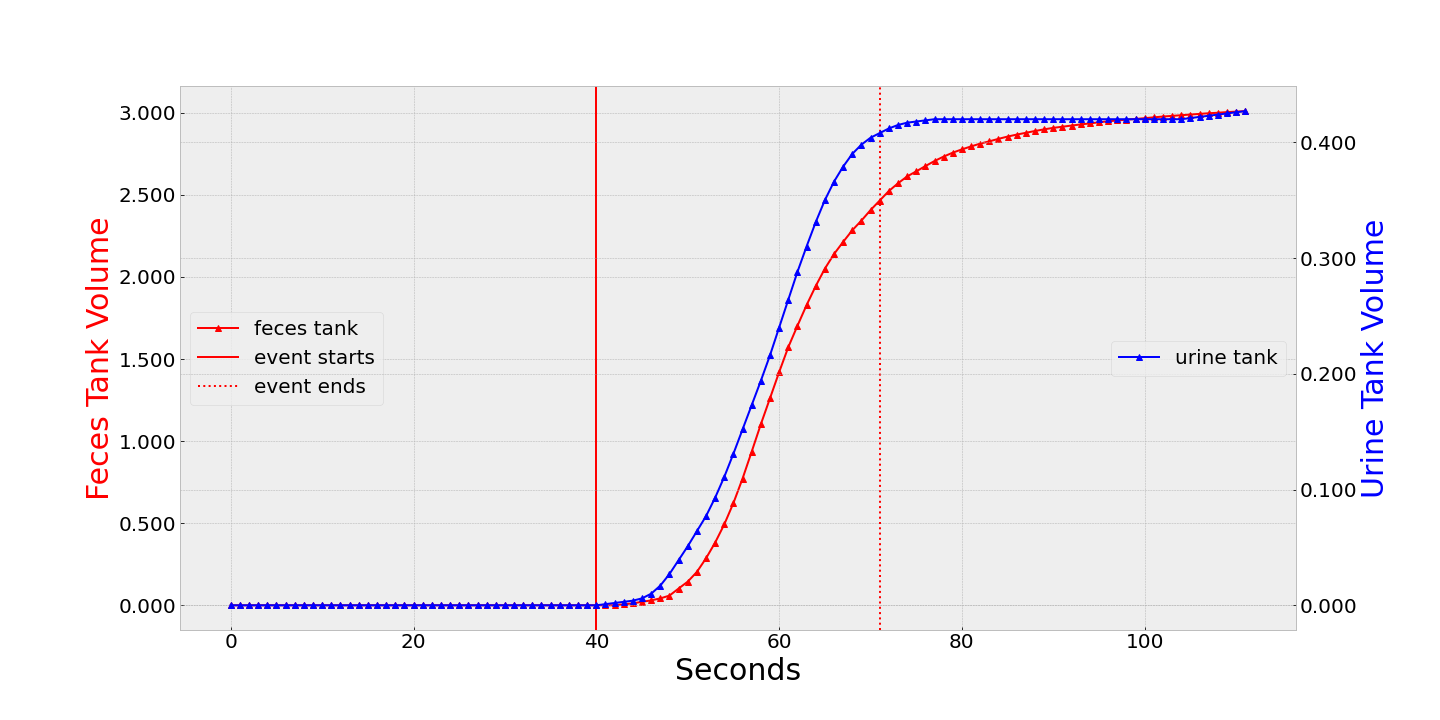 3.000
2.500
2.000
1.500
1.000
0.500
0.000
Feces Tank Volume
feces tank
event starts
event ends
urine tank
0.400
0.300
0.200
0.100
0.000
Urine Tank Volume
0 20 40 60 80 100
Seconds